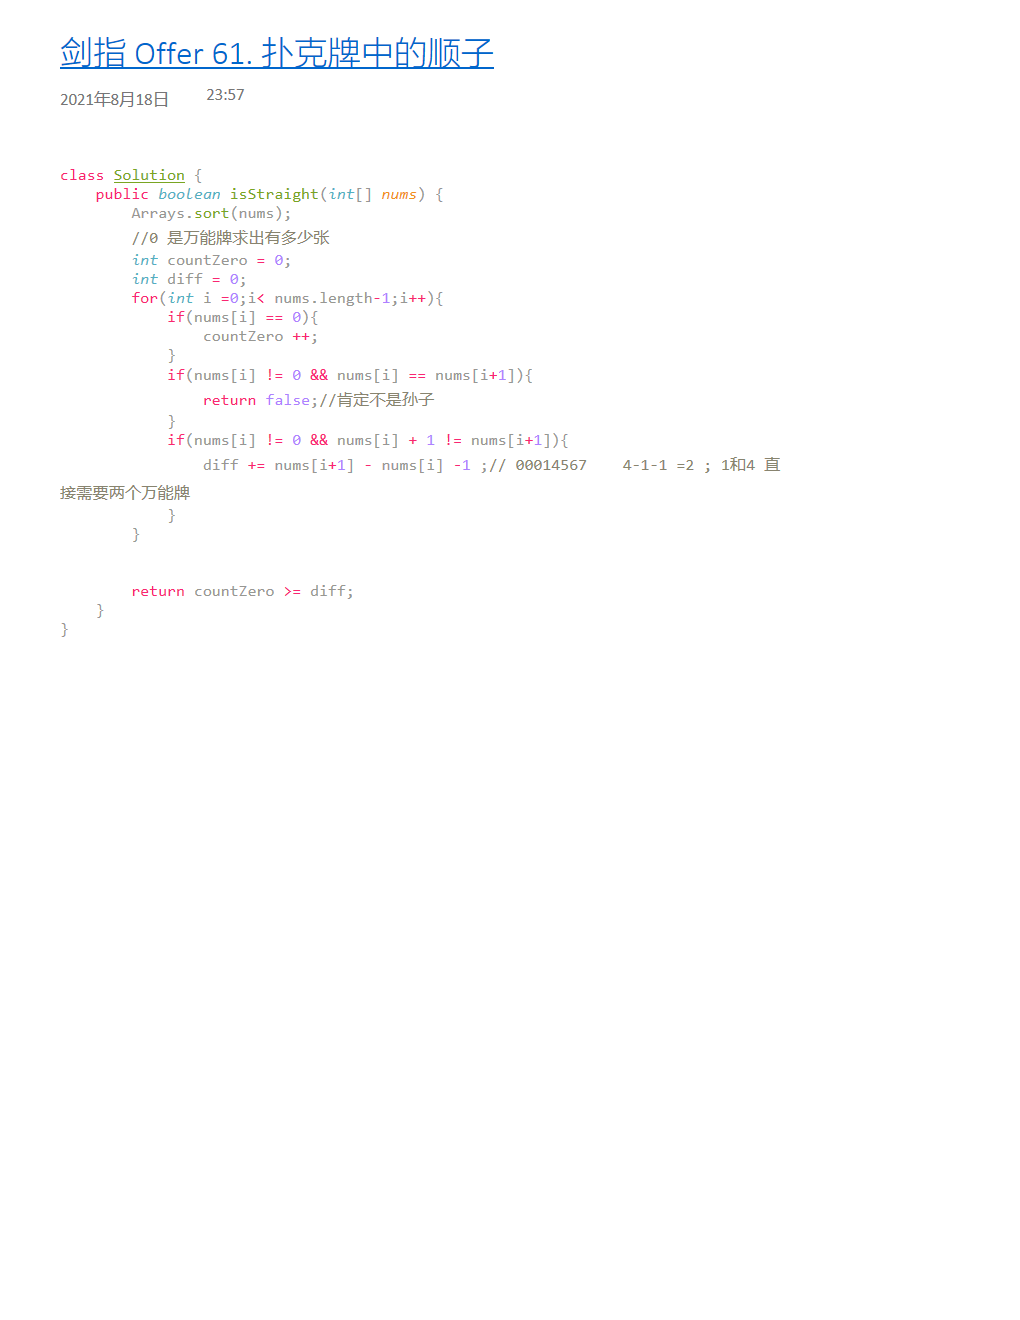 剑指 Offer 61. 扑克牌中的顺子
2021年8月18日 23:57
class Solution {
    public boolean isStraight(int[] nums) {
        Arrays.sort(nums);
        //0 是万能牌求出有多少张
        int countZero = 0;
        int diff = 0;
        for(int i =0;i< nums.length-1;i++){
            if(nums[i] == 0){
                countZero ++;
            }
            if(nums[i] != 0 && nums[i] == nums[i+1]){
                return false;//肯定不是孙子
            }
            if(nums[i] != 0 && nums[i] + 1 != nums[i+1]){
                diff += nums[i+1] - nums[i] -1 ;// 00014567    4-1-1 =2 ; 1和4 直
接需要两个万能牌
            }
        }
        return countZero >= diff;
    }
}